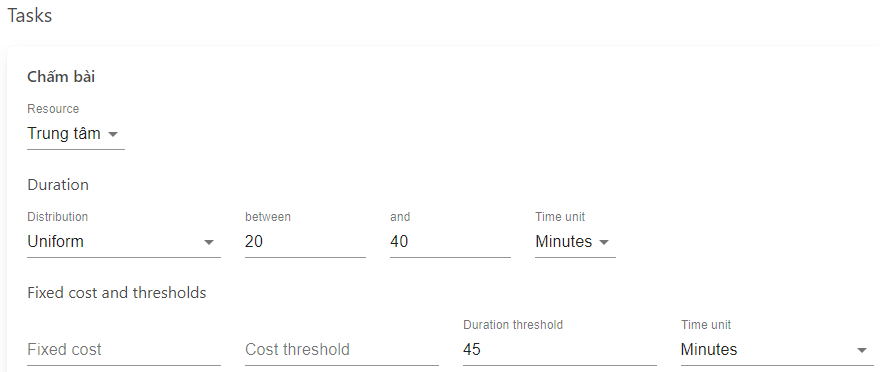 Tasks
Chấm bài
Resource
Trung tâm
Duration
Distribution between and Time unit
Uniform 20 40 Minutes
Fixed cost and thresholds
Duration threshold Time unit
Fixed cost Cost threshold 45 Minutes